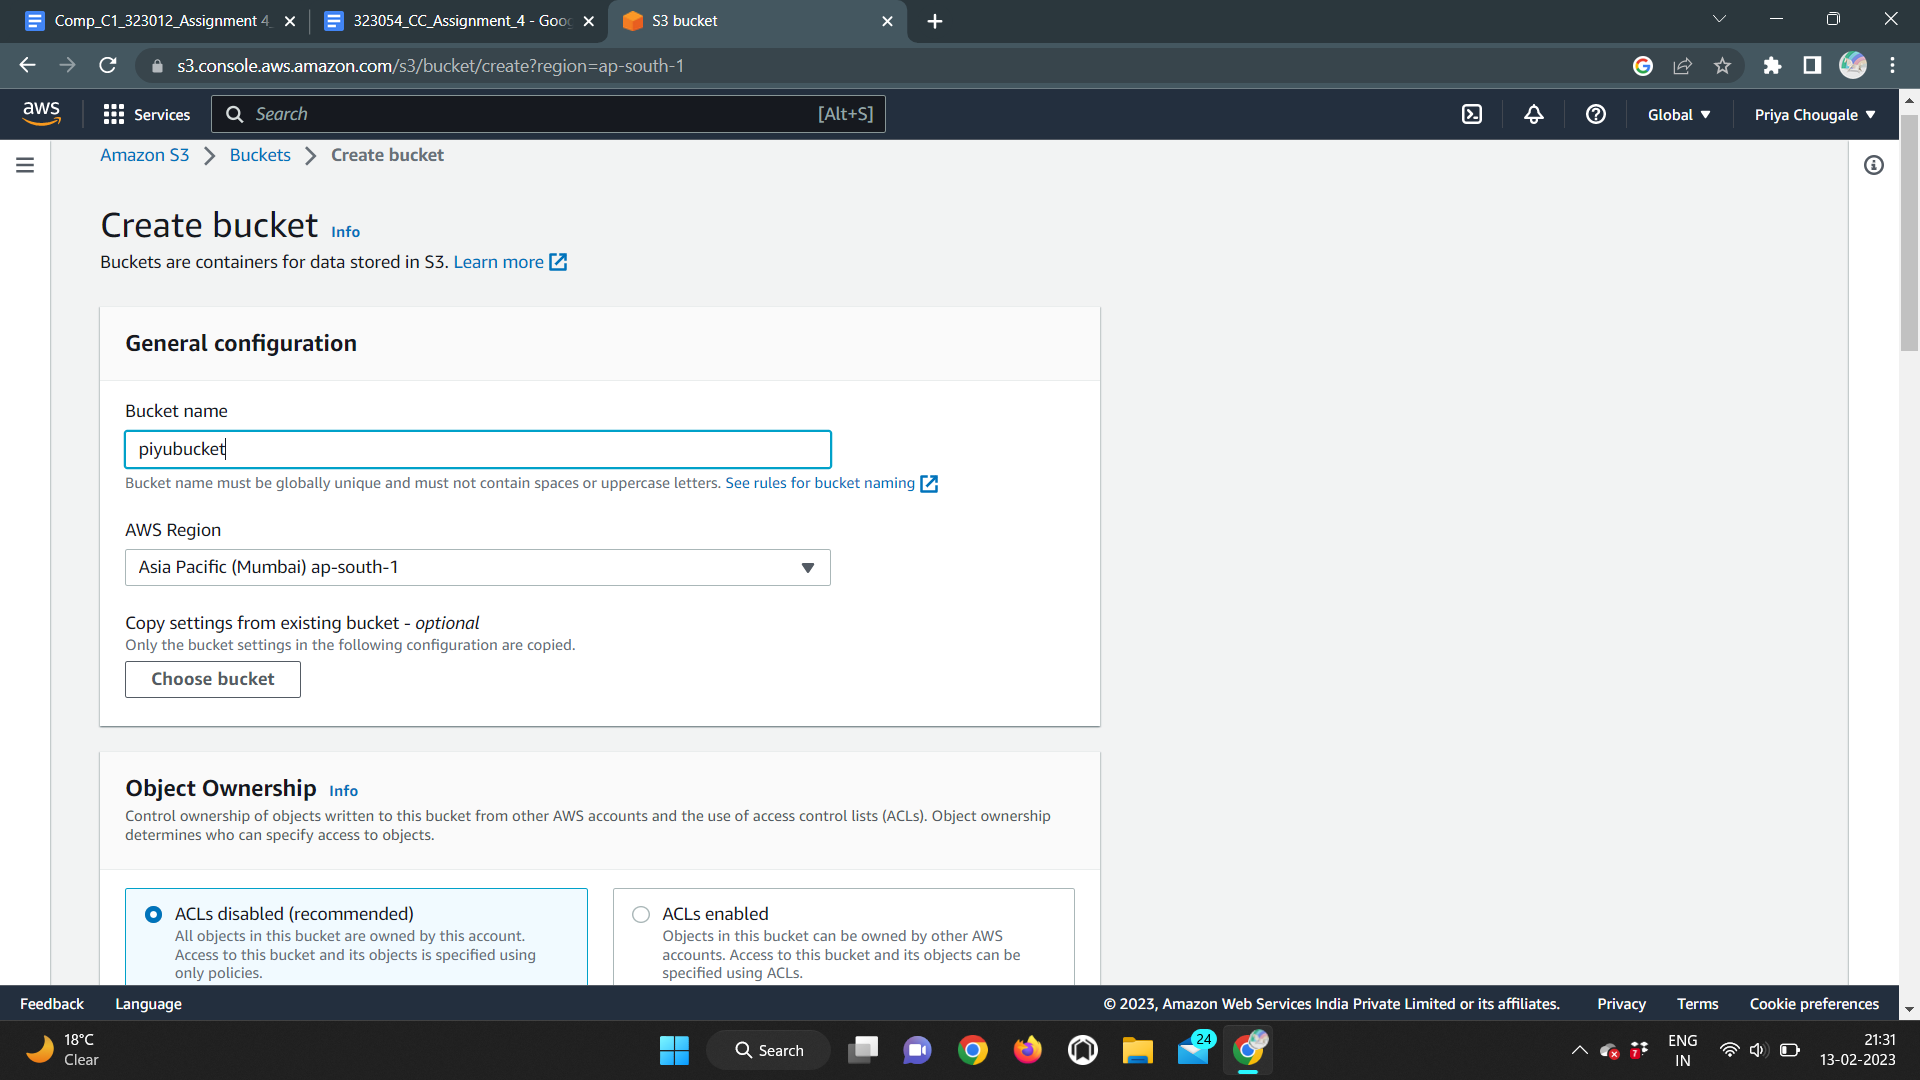 Comp_C1_323012_Assignment 4_
323054_CC_Assignment_4 - Goo
S3 bucket
s3.console.aws.amazon.com/s3/bucket/create?region=ap-south-1
aws
Services
Search
[Alt+S]
Global
Priya Chougale
Amazon S3
Buckets
Create bucket
Create bucket Info
Buckets are containers for data stored in S3. Learn more
General configuration
Bucket name
piyubucket
Bucket name must be globally unique and must not contain spaces or uppercase letters. See rules for bucket naming
AWS Region
Asia Pacific (Mumbai) ap-south-1
Copy settings from existing bucket - optional
Only the bucket settings in the following configuration are copied.
Choose bucket
Object Ownership Info
Control ownership of objects written to this bucket from other AWS accounts and the use of access control lists (ACLs). Object ownership
determines who can specify access to objects.
ACLs disabled (recommended)
All objects in this bucket are owned by this account.
Access to this bucket and its objects is specified using
only policies.
ACLs enabled
Objects in this bucket can be owned by other AWS
accounts. Access to this bucket and its objects can be
specified using ACLs.
Feedback
Language
© 2023, Amazon Web Services India Private Limited or its affiliates.
Privacy
Terms
Cookie preferences
18°C
Clear
Search
24
7
ENG
IN
21:31
13-02-2023